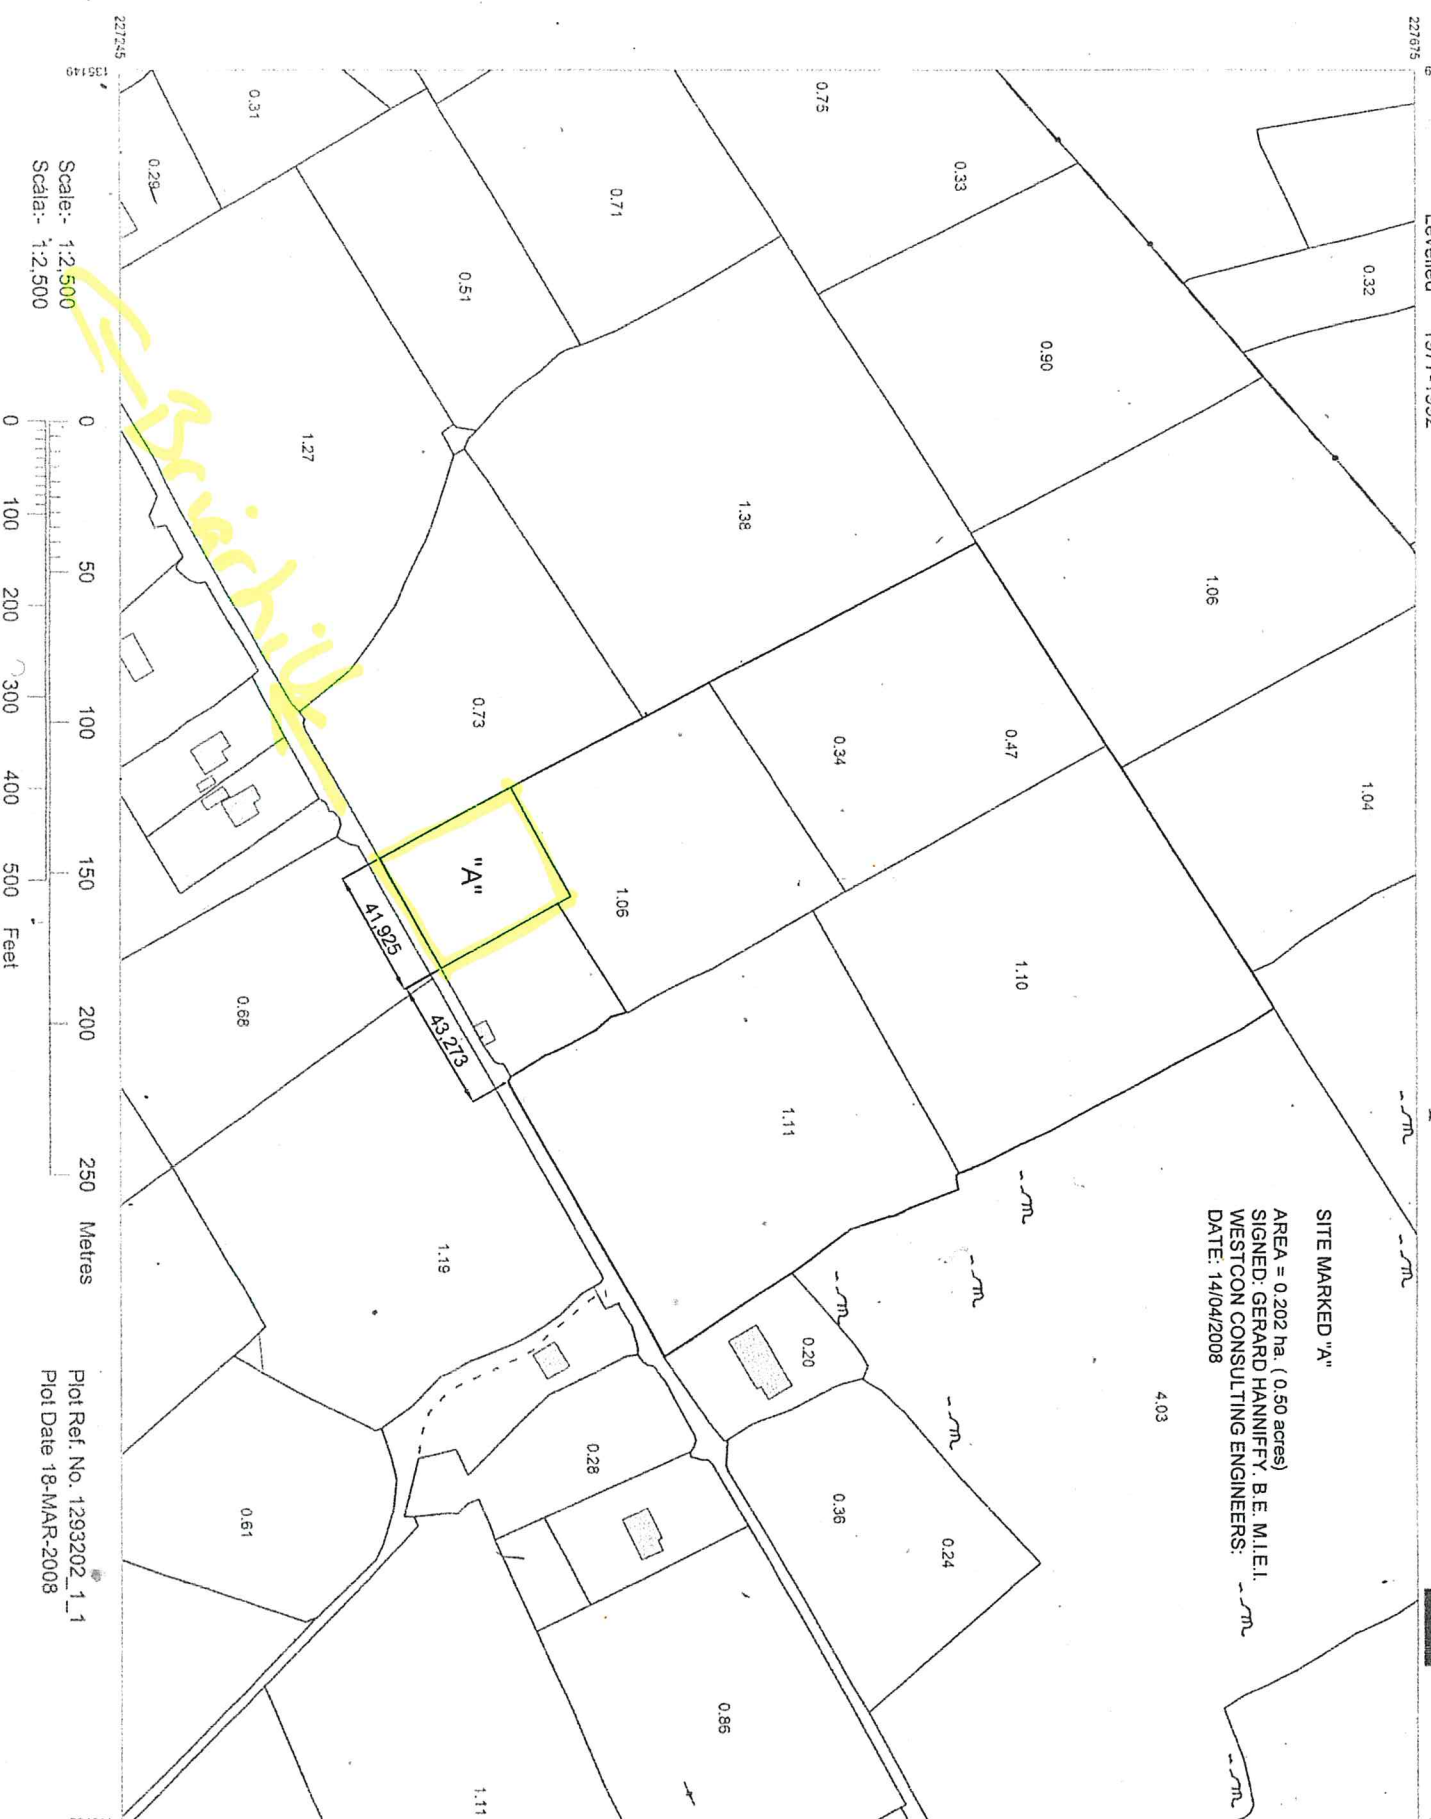 227675
Levelled 1977-1992
SITE MARKED "A"
AREA = 0.202 ha. ( 0.50 acres)
SIGNED: GERARD HANNIFFY. B.E. M.I.E.I.
WESTCON CONSULTING ENGINEERS:
DATE: 14/04/2008
0.32
1.04
1.06
0.90
1.10
0.33
0.47
0.34
4.03
0.75
1.38
1.11
0.20
0.36
0.24
0.71
1.06
0.51
0.73
"A"
0.86
1.27
41,925
43,273
1.19
0.28
1.11
0.31
0.68
0.61
0.29
Briarhill
227245
Scale:- 1:2,500
Scála:- 1:2,500
0 50 100 150 200 250 Metres
0 100 200 300 400 500 Feet
Plot Ref. No. 1293202_1_1
Plot Date 18-MAR-2008